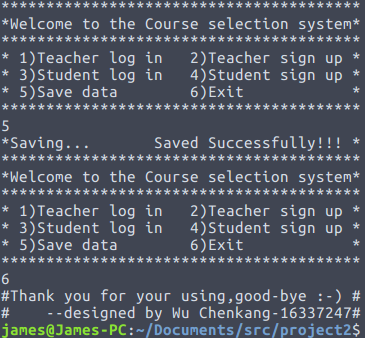 ****************************************
*Welcome to the Course selection system*
****************************************
* 1)Teacher log in   2)Teacher sign up *
* 3)Student log in   4)Student sign up *
* 5)Save data        6)Exit            *
****************************************
5
*Saving...       Saved Successfully!!! *
****************************************
*Welcome to the Course selection system*
****************************************
* 1)Teacher log in   2)Teacher sign up *
* 3)Student log in   4)Student sign up *
* 5)Save data        6)Exit            *
****************************************
6
#Thank you for your using,good-bye :-) #
#    --designed by Wu Chenkang-16337247#
james@James-PC:~/Documents/src/project2$